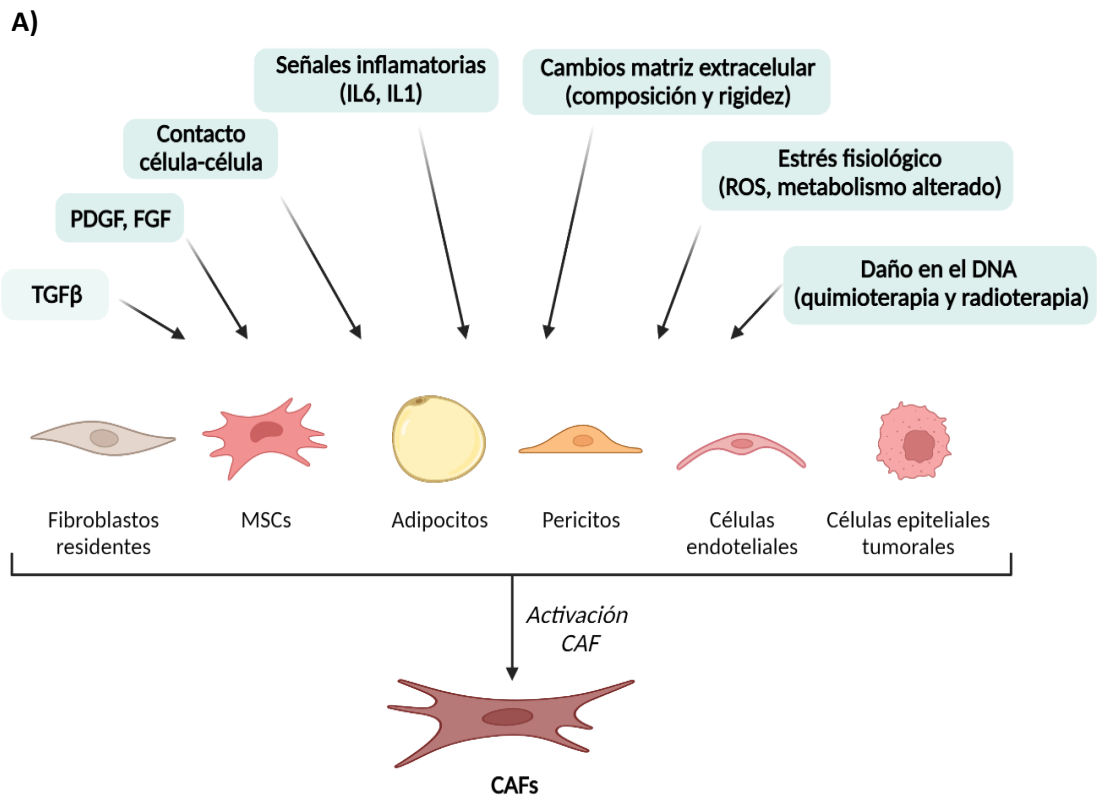 A)
Señales inflamatorias
(IL6, IL1)
Cambios matriz extracelular
(composición y rigidez)
Contacto
célula-célula
Estrés fisiológico
(ROS, metabolismo alterado)
PDGF, FGF
Daño en el DNA
(quimioterapia y radioterapia)
TGFβ
Fibroblastos
residentes
MSCs
Adipocitos
Pericitos
Células
endoteliales
Células epiteliales
tumorales
Activación
CAF
CAFs